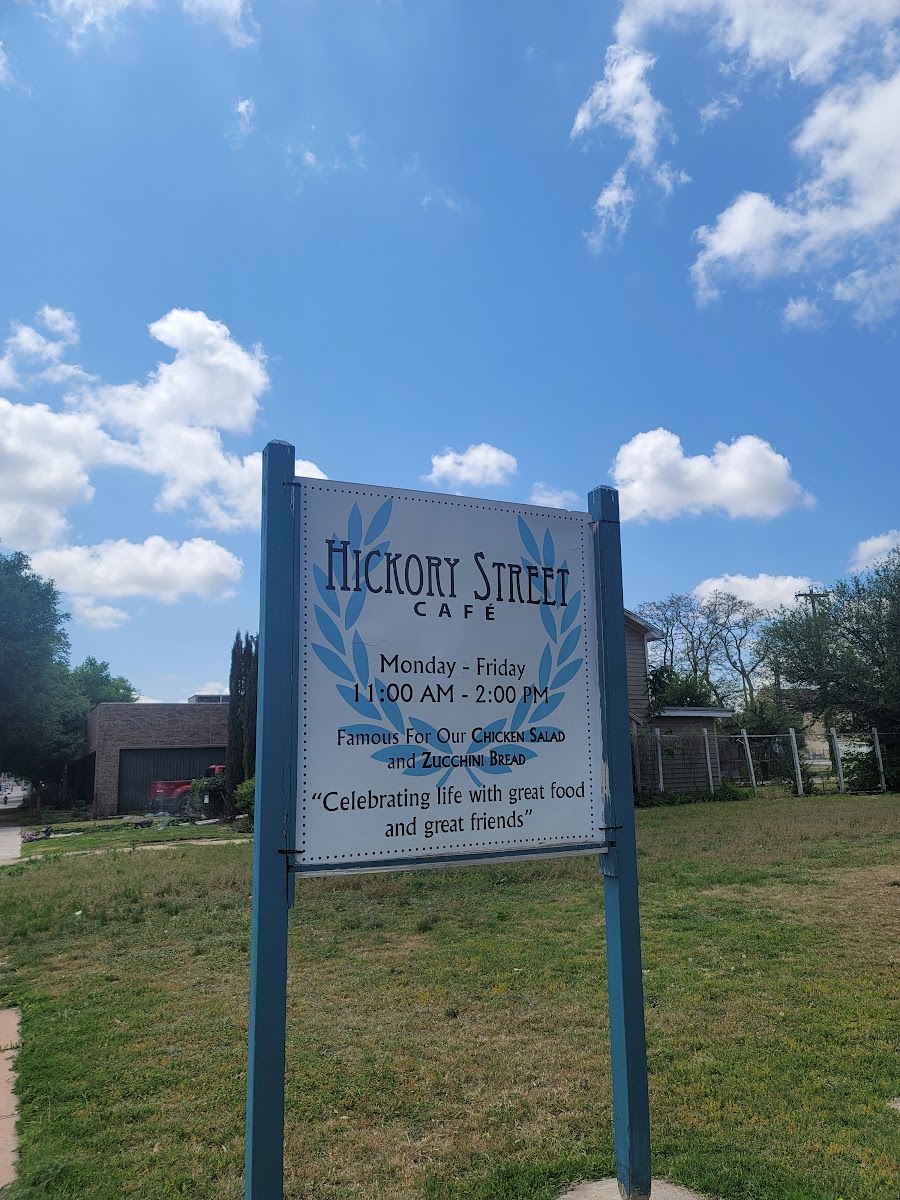 Hickory Street
CAFÉ
Monday - Friday
11:00 AM - 2:00 PM
Famous For Our Chicken Salad
and Zucchini Bread
"Celebrating life with great food
and great friends"